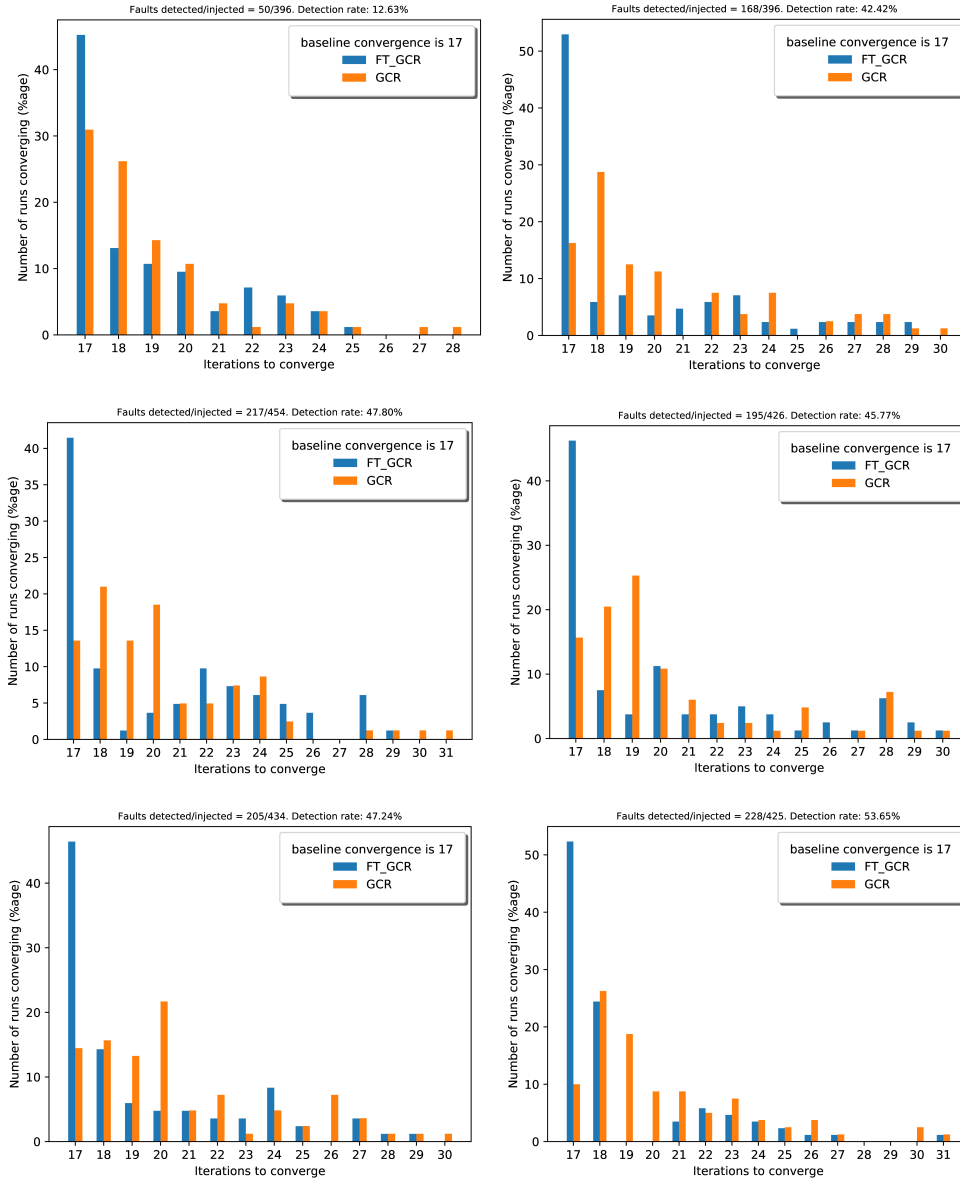 Faults detected/injected = 50/396. Detection rate: 12.63%
baseline convergence is 17
FT_GCR
GCR
Number of runs converging (%age)
40
30
20
10
0
17 18 19 20 21 22 23 24 25 26 27 28
Iterations to converge
Faults detected/injected = 168/396. Detection rate: 42.42%
baseline convergence is 17
FT_GCR
GCR
Number of runs converging (%age)
50
40
30
20
10
0
17 18 19 20 21 22 23 24 25 26 27 28 29 30
Iterations to converge
Faults detected/injected = 217/454. Detection rate: 47.80%
baseline convergence is 17
FT_GCR
GCR
Number of runs converging (%age)
40
35
30
25
20
15
10
5
0
17 18 19 20 21 22 23 24 25 26 27 28 29 30 31
Iterations to converge
Faults detected/injected = 195/426. Detection rate: 45.77%
baseline convergence is 17
FT_GCR
GCR
Number of runs converging (%age)
40
30
20
10
0
17 18 19 20 21 22 23 24 25 26 27 28 29 30
Iterations to converge
Faults detected/injected = 205/434. Detection rate: 47.24%
baseline convergence is 17
FT_GCR
GCR
Number of runs converging (%age)
40
30
20
10
0
17 18 19 20 21 22 23 24 25 26 27 28 29 30
Iterations to converge
Faults detected/injected = 228/425. Detection rate: 53.65%
baseline convergence is 17
FT_GCR
GCR
Number of runs converging (%age)
50
40
30
20
10
0
17 18 19 20 21 22 23 24 25 26 27 28 29 30 31
Iterations to converge